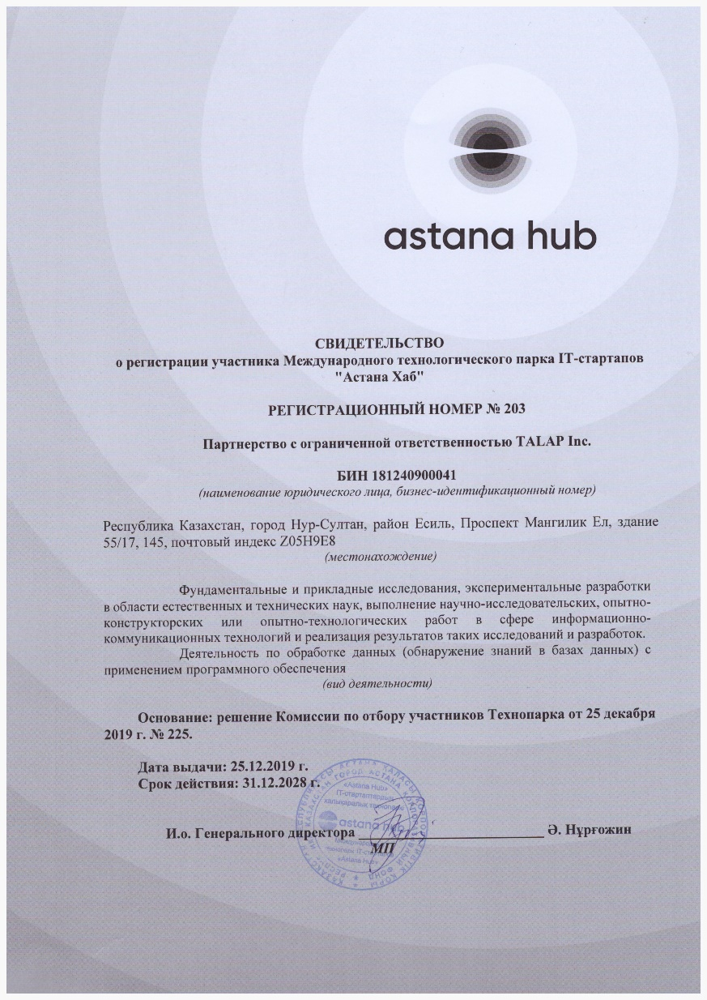 astana hub
СВИДЕТЕЛЬСТВО
о регистрации участника Международного технологического парка IT-стартапов
"Астана Хаб"
РЕГИСТРАЦИОННЫЙ НОМЕР № 203
Партнерство с ограниченной ответственностью TALAP Inc.
БИН 181240900041
(наименование юридического лица, бизнес-идентификационный номер)
Республика Казахстан, город Нур-Султан, район Есиль, Проспект Мангилик Ел, здание
55/17, 145, почтовый индекс Z05H9E8
(местонахождение)
Фундаментальные и прикладные исследования, экспериментальные разработки
в области естественных и технических наук, выполнение научно-исследовательских, опытно-
конструкторских или опытно-технологических работ в сфере информационно-
коммуникационных технологий и реализация результатов таких исследований и разработок.
Деятельность по обработке данных (обнаружение знаний в базах данных) с
применением программного обеспечения
(вид деятельности)
Основание: решение Комиссии по отбору участников Технопарка от 25 декабря
2019 г. № 225.
Дата выдачи: 25.12.2019 г.
Срок действия: 31.12.2028 г.
«Astana Hub»
IT-стартаптардың
халықаралық технопаркі
astana hub
И.о. Генерального директора Ә. Нұрғожин
МП
«Astana Hub»